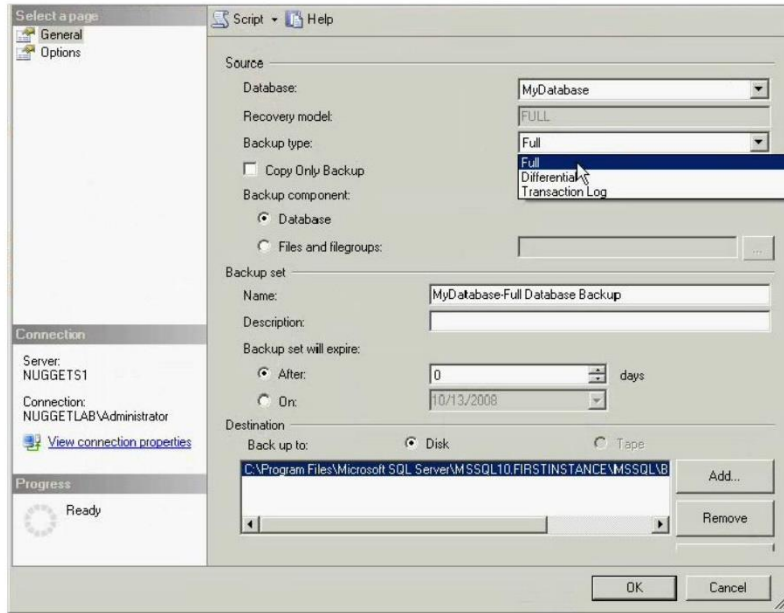 Select a page
General
Options
Script Help
Source
Database: MyDatabase
Recovery model: FULL
Backup type: Full
Full
Differential
Transaction Log
Copy Only Backup
Backup component:
Database
Files and filegroups: ...
Backup set
Name: MyDatabase-Full Database Backup
Description:
Backup set will expire:
After: 0 days
On: 10/13/2008
Destination
Back up to: Disk Tape
C:\Program Files\Microsoft SQL Server\MSSQL10.FIRSTINSTANCE\MSSQL\B
Add...
Remove
Connection
Server:
NUGGETS1
Connection:
NUGGETLAB\Administrator
View connection properties
Progress
Ready
OK Cancel